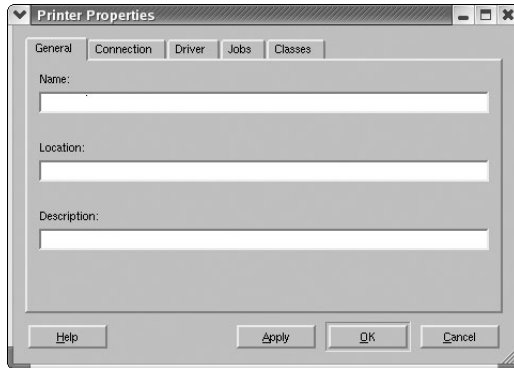 Printer Properties
General Connection Driver Jobs Classes
Name:
Location:
Description:
Help Apply OK Cancel